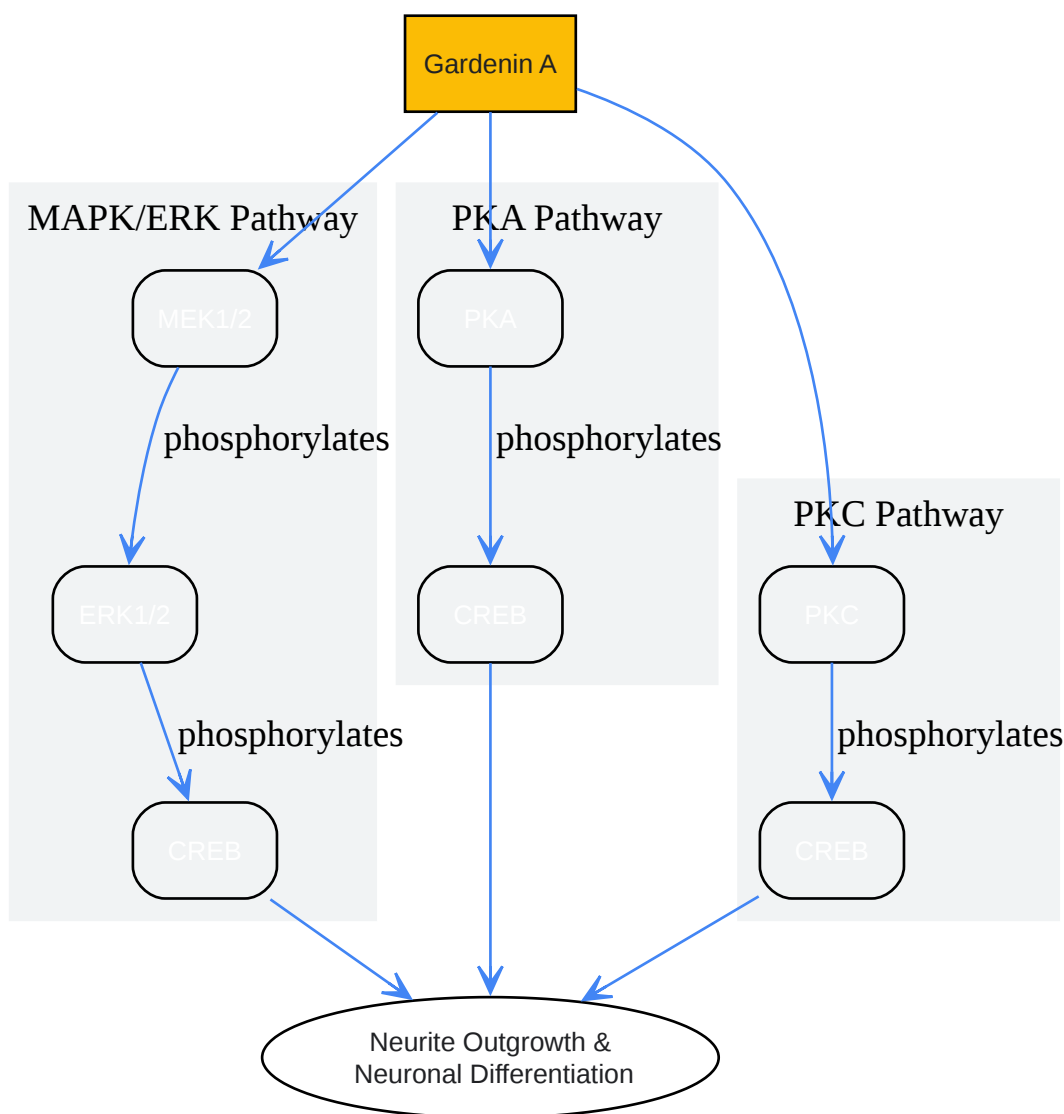 Gardenin A
MAPK/ERK Pathway
PKA Pathway
MEK1/2
PKA
phosphorylates
phosphorylates
PKC Pathway
ERK1/2
CREB
PKC
phosphorylates
phosphorylates
CREB
CREB
Neurite Outgrowth &
Neuronal Differentiation